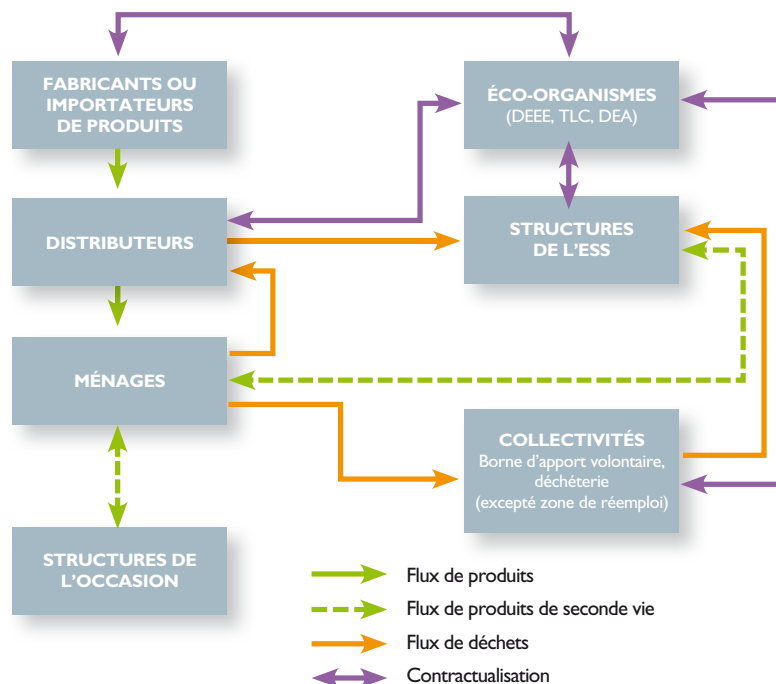 FABRICANTS OU
IMPORTATEURS
DE PRODUITS
ÉCO-ORGANISMES
(DEEE, TLC, DEA)
DISTRIBUTEURS
STRUCTURES
DE L'ESS
MÉNAGES
COLLECTIVITÉS
Borne d'apport volontaire,
déchéterie
(excepté zone de réemploi)
STRUCTURES DE
L'OCCASION
Flux de produits
Flux de produits de seconde vie
Flux de déchets
Contractualisation